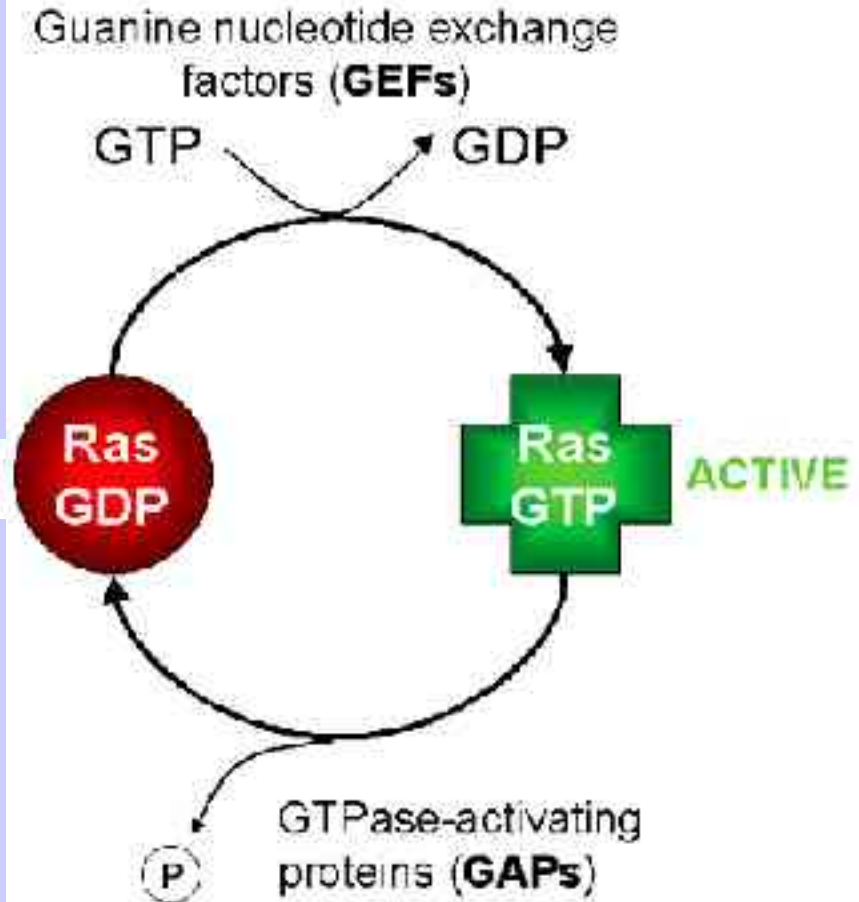 Guanine nucleotide exchange
factors (GEFs)
GTP
GDP
Ras
GDP
Ras
GTP
ACTIVE
P
GTPase-activating
proteins (GAPs)